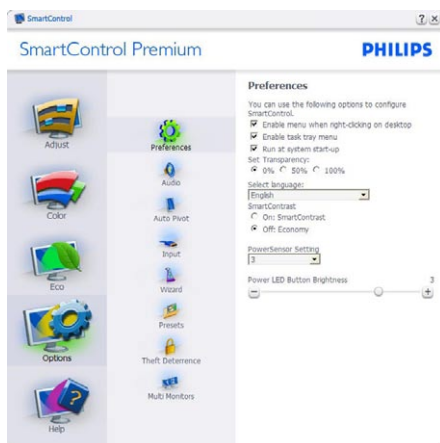 SmartControl
SmartControl Premium
PHILIPS
Adjust
Color
Eco
Options
Help
Preferences
Audio
Auto Pivot
Input
Wizard
Presets
Theft Deterrence
Multi Monitors
Preferences
You can use the following options to configure
SmartControl.
Enable menu when right-clicking on desktop
Enable task tray menu
Run at system start-up
Set Transparency:
0% 50% 100%
Select language:
English
SmartContrast
On: SmartContrast
Off: Economy
PowerSensor Setting
3
Power LED Button Brightness 3